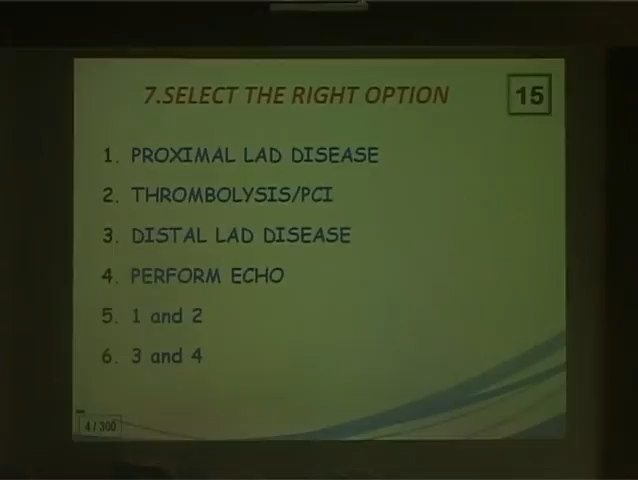 7.SELECT THE RIGHT OPTION
15
1. PROXIMAL LAD DISEASE
2. THROMBOLYSIS/PCI
3. DISTAL LAD DISEASE
4. PERFORM ECHO
5. 1 and 2
6. 3 and 4
4 / 300